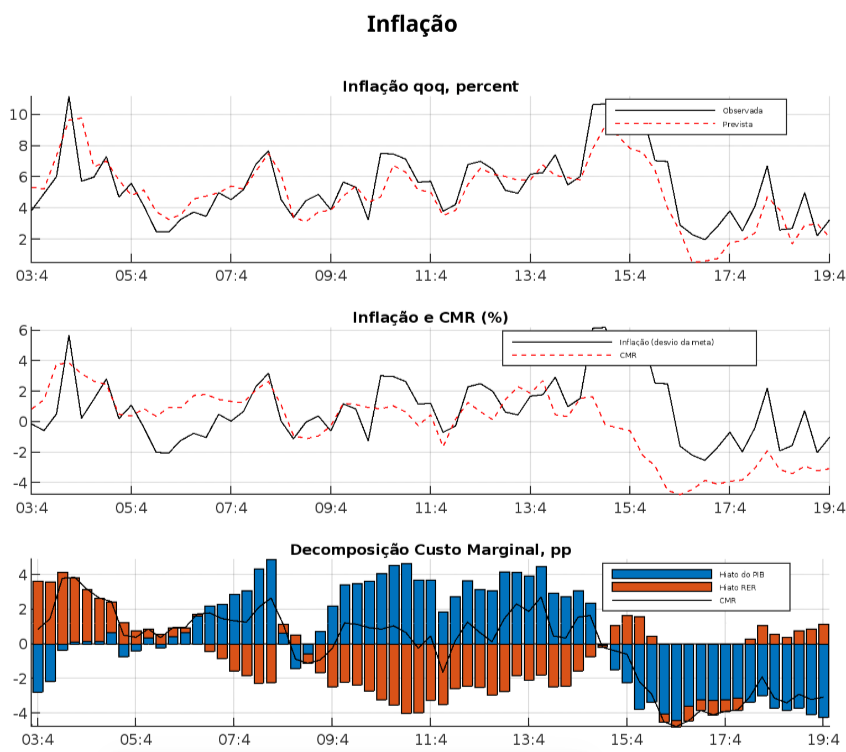 Inflação
Inflação qoq, percent
Observada
Prevista
10
8
6
4
2
03:4 05:4 07:4 09:4 11:4 13:4 15:4 17:4 19:4
Inflação e CMR (%)
Inflação (desvio da meta)
CMR
6
4
2
0
-2
-4
03:4 05:4 07:4 09:4 11:4 13:4 15:4 17:4 19:4
Decomposição Custo Marginal, pp
Hiato do PIB
Hiato RER
CMR
4
2
0
-2
-4
03:4 05:4 07:4 09:4 11:4 13:4 15:4 17:4 19:4